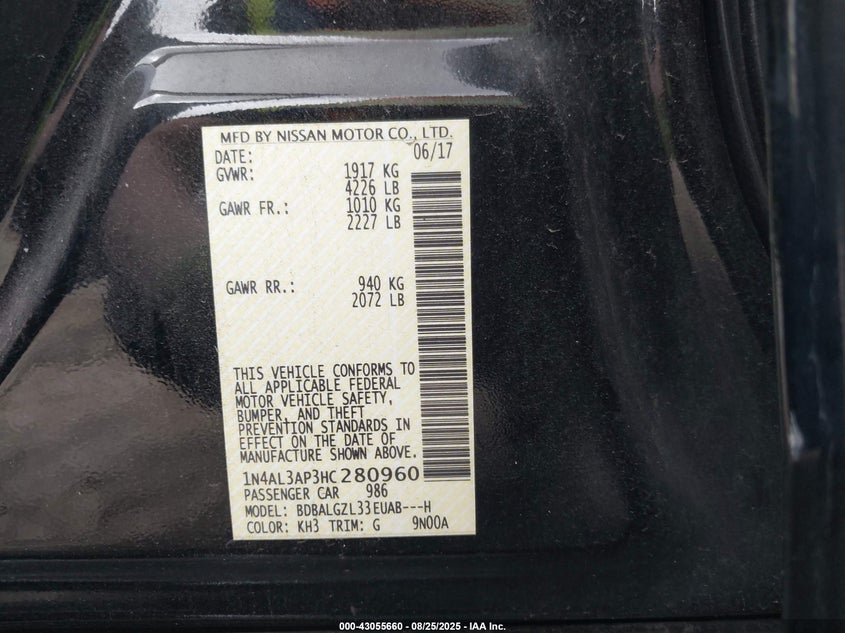 MFD BY NISSAN MOTOR CO., LTD.
DATE: 06/17
GVWR: 1917 KG
4226 LB
GAWR FR.: 1010 KG
2227 LB
GAWR RR.: 940 KG
2072 LB
THIS VEHICLE CONFORMS TO
ALL APPLICABLE FEDERAL
MOTOR VEHICLE SAFETY,
BUMPER, AND THEFT
PREVENTION STANDARDS IN
EFFECT ON THE DATE OF
MANUFACTURE SHOWN ABOVE.
1N4AL3AP3HC280960
PASSENGER CAR 986
MODEL: BDBALGZL33EUAB---H
COLOR: KH3 TRIM: G 9N00A
000-43055660 - 08/25/2025 - IAA Inc.